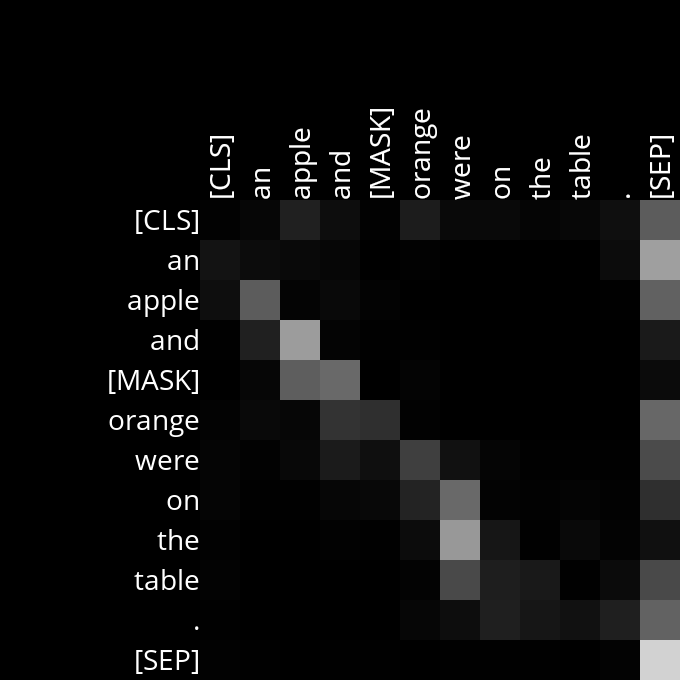 [CLS] an apple and [MASK] orange were on the table . [SEP]
[CLS]
an
apple
and
[MASK]
orange
were
on
the
table
.
[SEP]